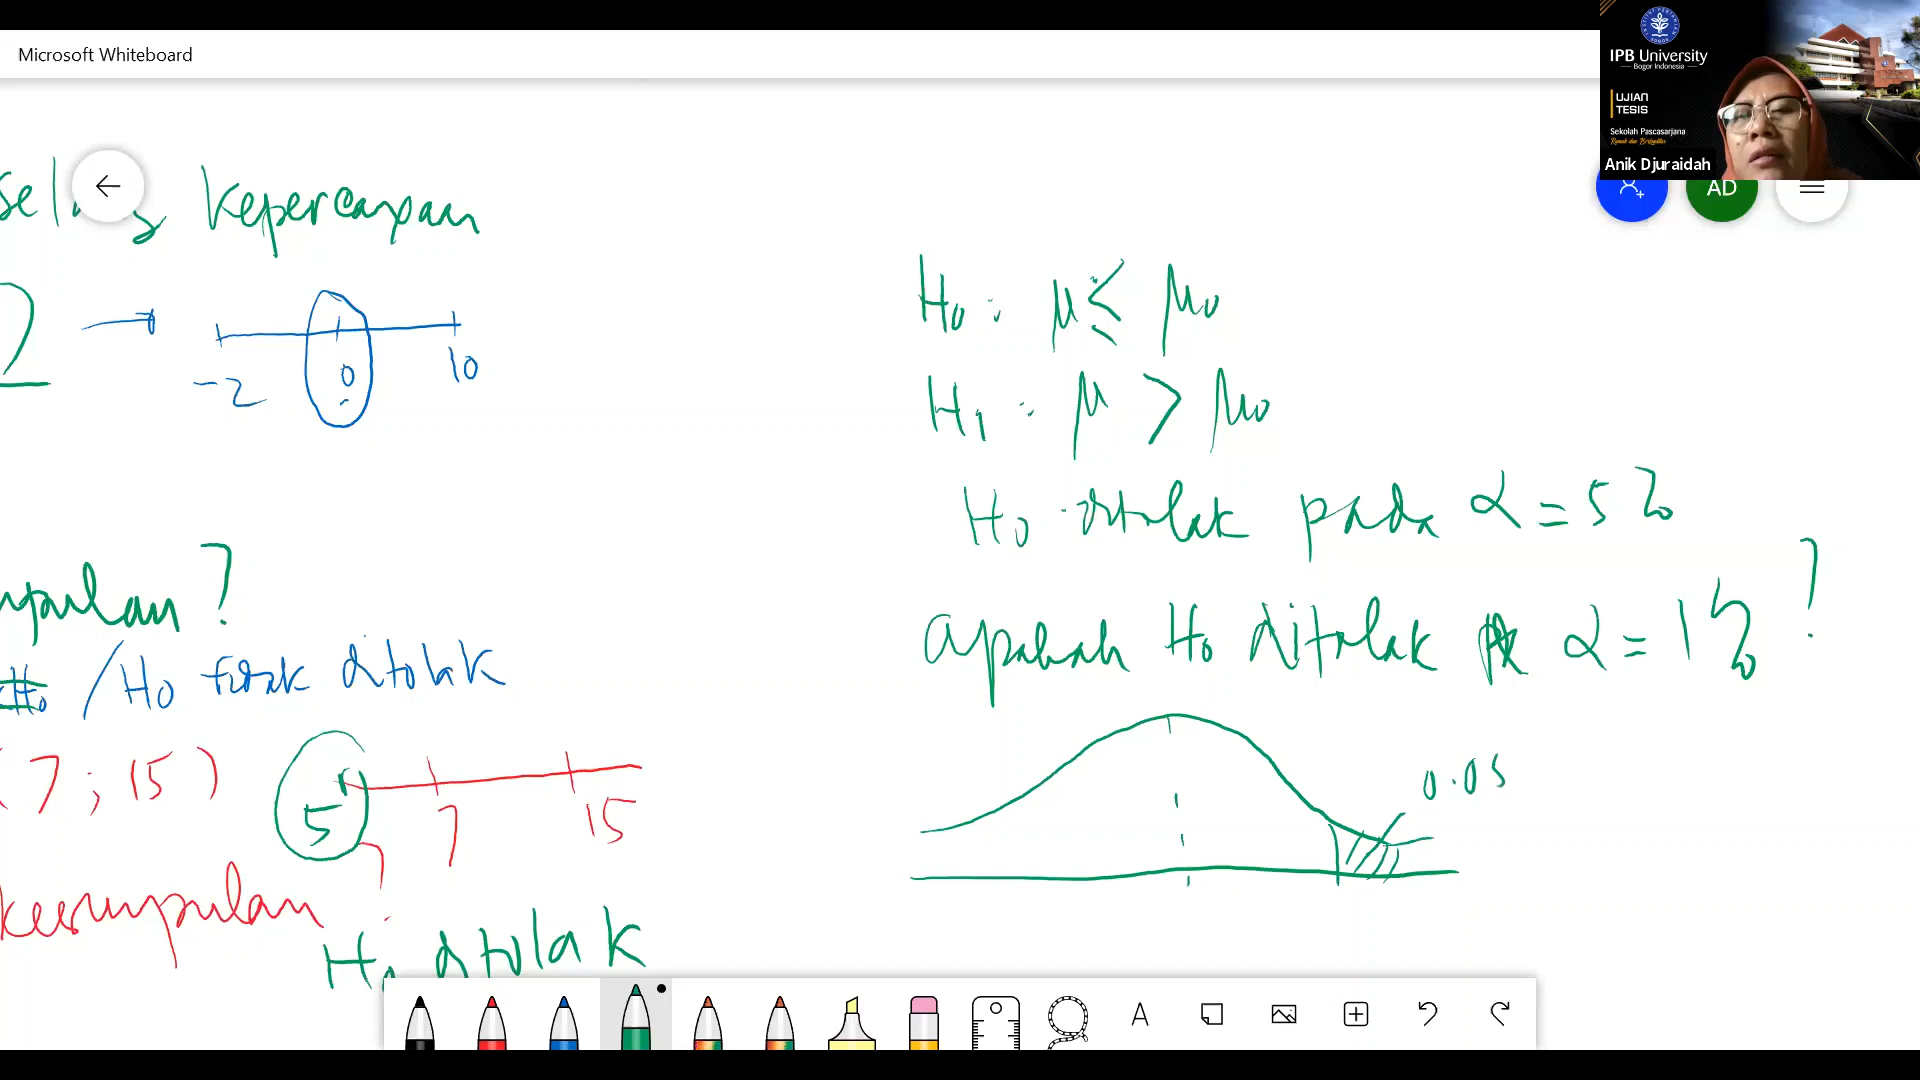 Microsoft Whiteboard
IPB University
Bogor Indonesia
UJIAN
TESIS
Sekolah Pascasarjana
Anik Djuraidah
AD
kepercayaan
-2 0 10
?
/ H0 tidak ditolak
7 ; 15 )
5 7 15
kesimpulan ?
H0 ditolak
H0 : μ ≤ μ0
H1 : μ > μ0
H0 ditolak pada α = 5%
apakah H0 ditolak α = 1% ?
0.05
A